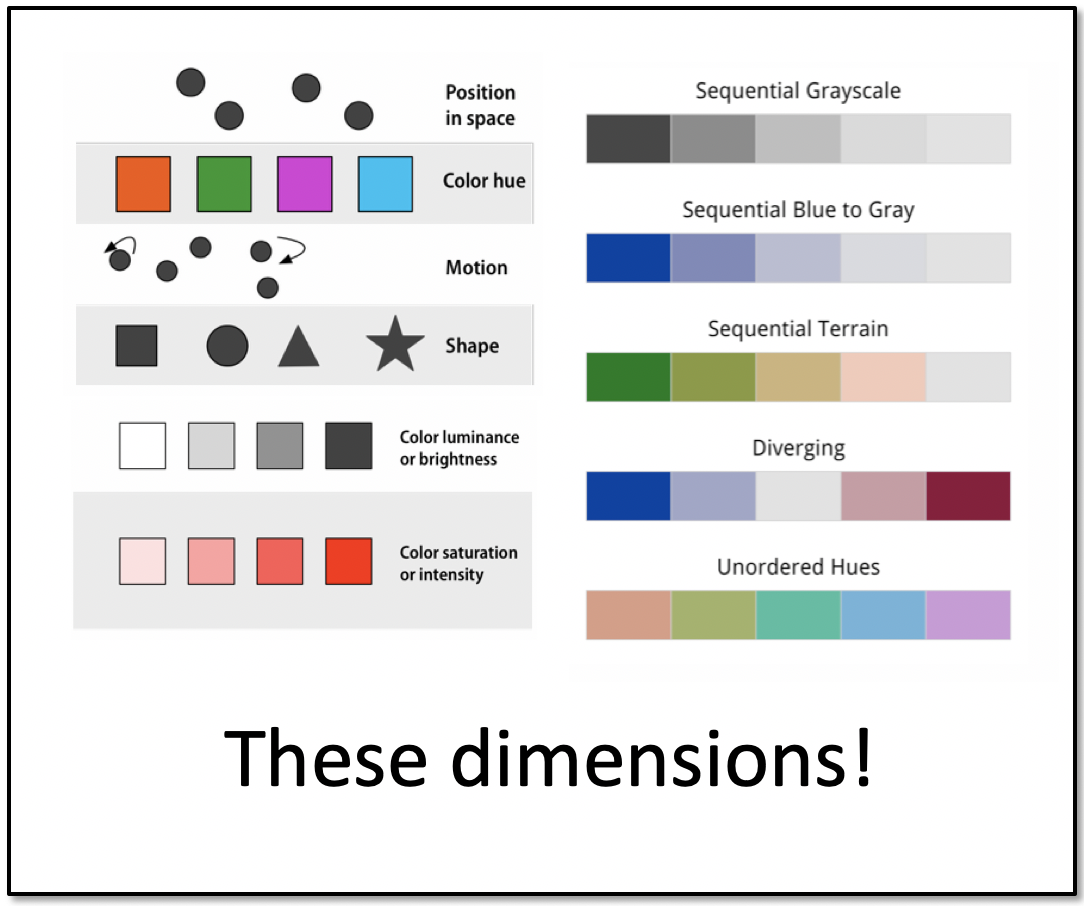 Position
in space
Color hue
Motion
Shape
Color luminance
or brightness
Color saturation
or intensity
Sequential Grayscale
Sequential Blue to Gray
Sequential Terrain
Diverging
Unordered Hues
These dimensions!